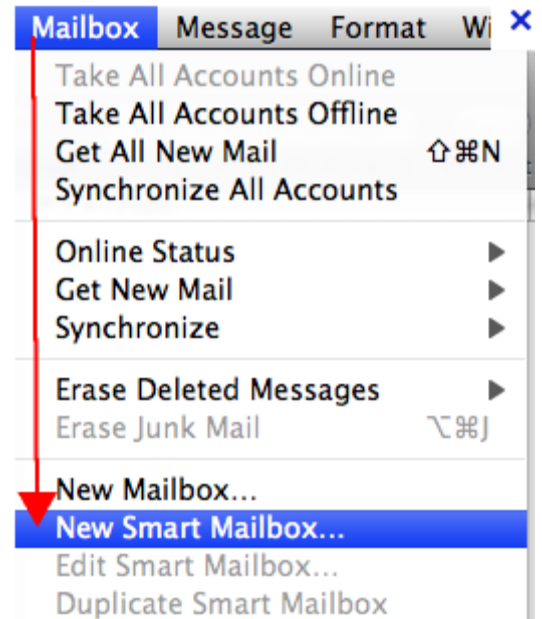 Mailbox Message Format Wi
Take All Accounts Online
Take All Accounts Offline
Get All New Mail ⇧⌘N
Synchronize All Accounts
Online Status ▶
Get New Mail ▶
Synchronize ▶
Erase Deleted Messages ▶
Erase Junk Mail ⌥⌘J
New Mailbox...
New Smart Mailbox...
Edit Smart Mailbox...
Duplicate Smart Mailbox